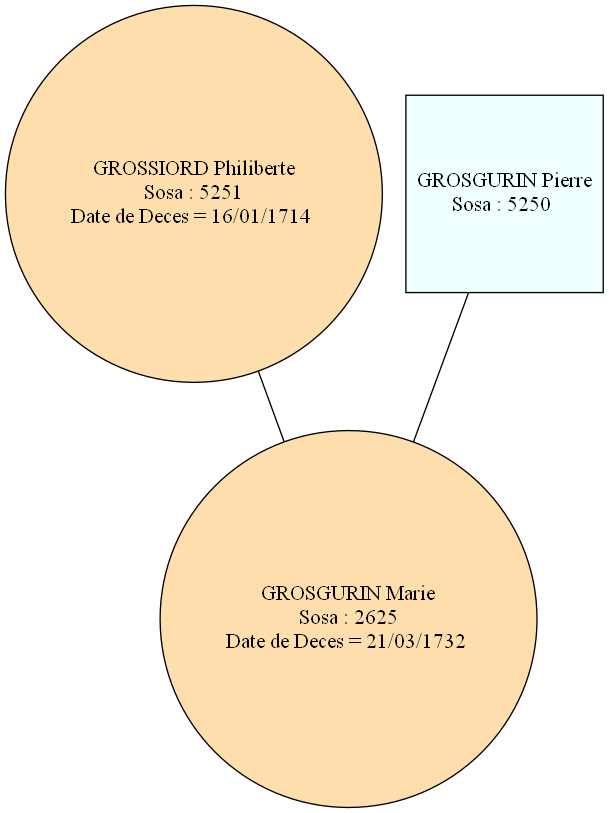 GROSSIORD Philiberte
Sosa : 5251
Date de Deces = 16/01/1714
GROSGURIN Pierre
Sosa : 5250
GROSGURIN Marie
Sosa : 2625
Date de Deces = 21/03/1732